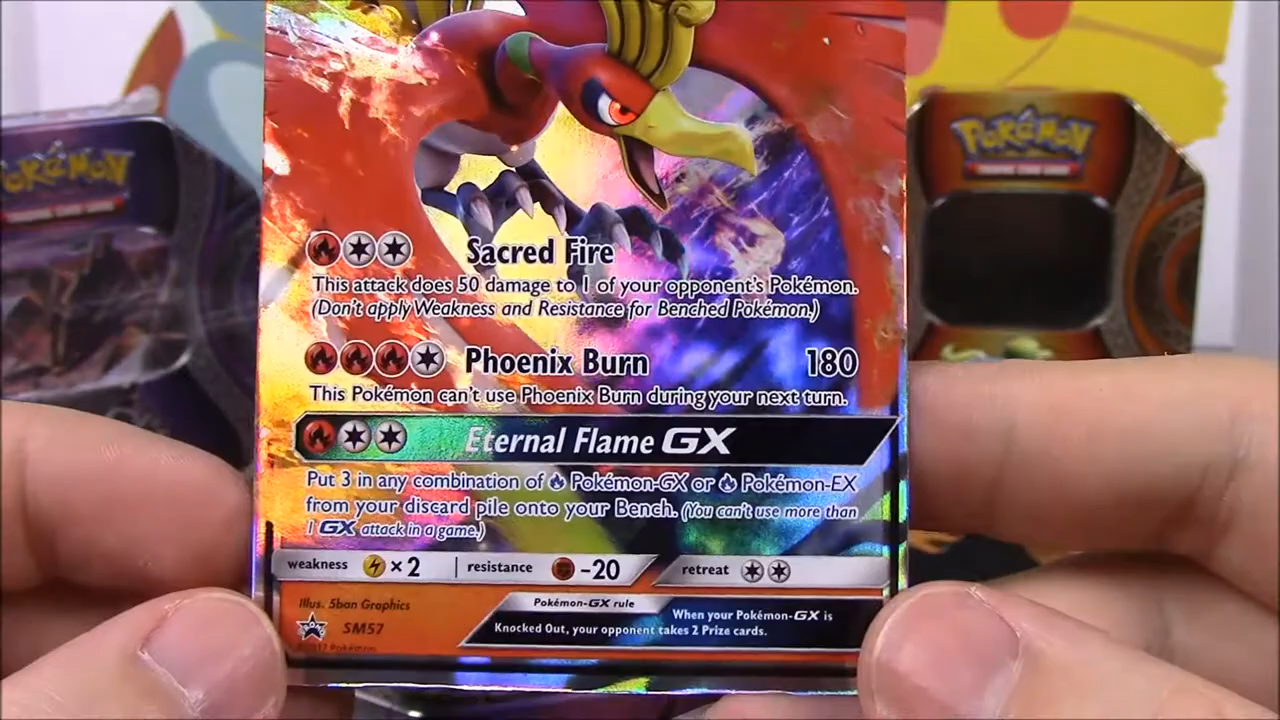 POKéMON
POKéMON
Sacred Fire
This attack does 50 damage to 1 of your opponent's Pokémon.
(Don't apply Weakness and Resistance for Benched Pokémon.)
Phoenix Burn 180
This Pokémon can't use Phoenix Burn during your next turn.
Eternal Flame GX
Put 3 in any combination of Pokémon-GX or Pokémon-EX
from your discard pile onto your Bench. (You can't use more than
1 GX attack in a game.)
weakness ×2 resistance -20 retreat
Illus. 5ban Graphics
PROMO SM57
©2017 Pokémon
Pokémon-GX rule
When your Pokémon-GX is
Knocked Out, your opponent takes 2 Prize cards.